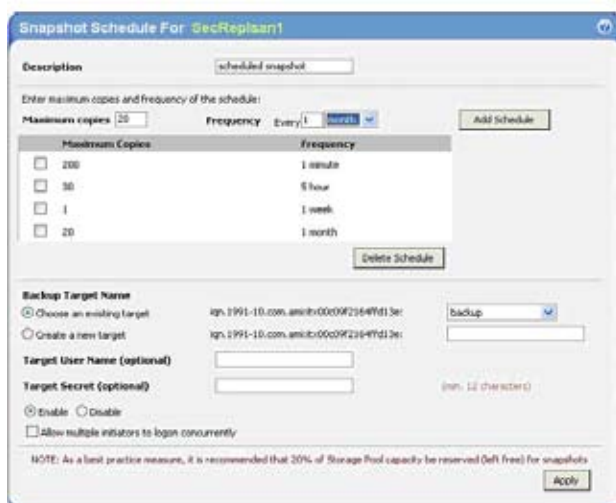 Snapshot Schedule For SecReplsan1
Description scheduled snapshot
Enter maximum copies and frequency of the schedule:
Maximum copies 20 Frequency Every 1 month Add Schedule
Maximum Copies Frequency
200 1 minute
30 5 hour
1 1 week
20 1 month
Delete Schedule
Backup Target Name
Choose an existing target backup
Create a new target
Target User Name (optional)
Target Secret (optional) (min. 12 characters)
Enable Disable
Allow multiple initiators to logon concurrently
NOTE: As a best practice measure, it is recommended that 20% of Storage Pool capacity be reserved (left free) for snapshots
Apply